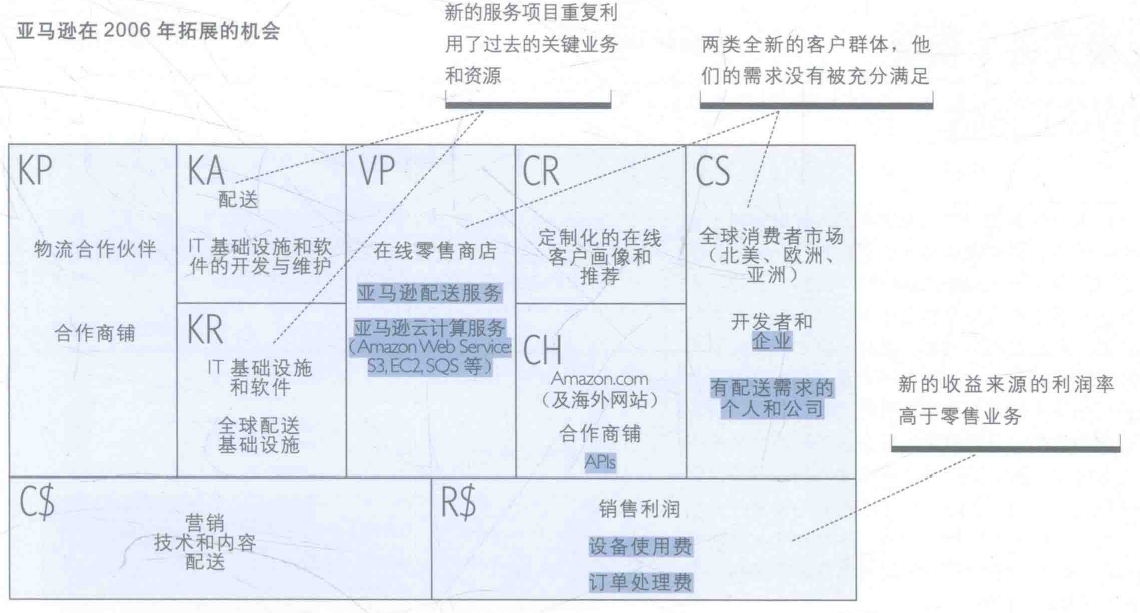 亚马逊在 2006 年拓展的机会
新的服务项目重复利
用了过去的关键业务
和资源
两类全新的客户群体，他
们的需求没有被充分满足
KP
物流合作伙伴
合作商铺
KA
配送
IT 基础设施和软
件的开发与维护
KR
IT 基础设施
和软件
全球配送
基础设施
VP
在线零售商店
亚马逊配送服务
亚马逊云计算服务
（Amazon Web Service:
S3, EC2, SQS 等）
CR
定制化的在线
客户画像和
推荐
CH
Amazon.com
（及海外网站）
合作商铺
APIs
CS
全球消费者市场
（北美、欧洲、
亚洲）
开发者和
企业
有配送需求的
个人和公司
新的收益来源的利润率
高于零售业务
C$
营销
技术和内容
配送
R$
销售利润
设备使用费
订单处理费